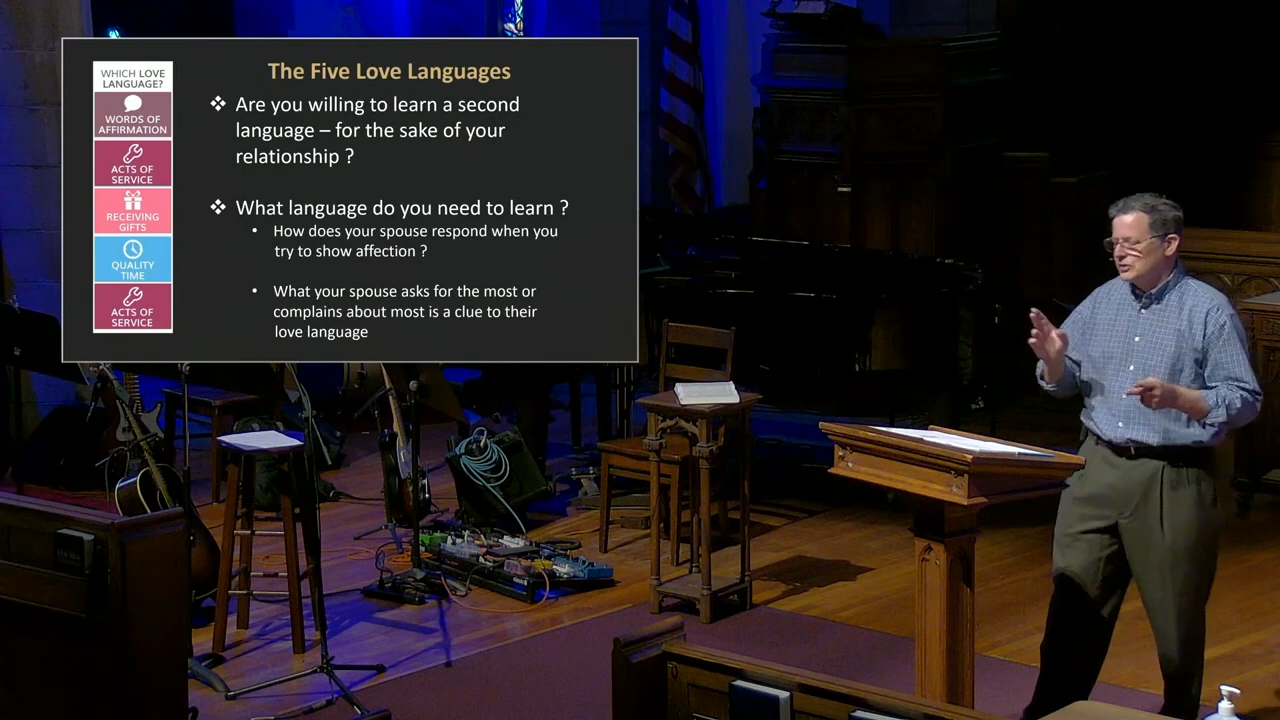 WHICH LOVE
LANGUAGE?
WORDS OF
AFFIRMATION
ACTS OF
SERVICE
RECEIVING
GIFTS
QUALITY
TIME
ACTS OF
SERVICE
The Five Love Languages
❖ Are you willing to learn a second
language – for the sake of your
relationship ?
❖ What language do you need to learn ?
• How does your spouse respond when you
try to show affection ?
• What your spouse asks for the most or
complains about most is a clue to their
love language